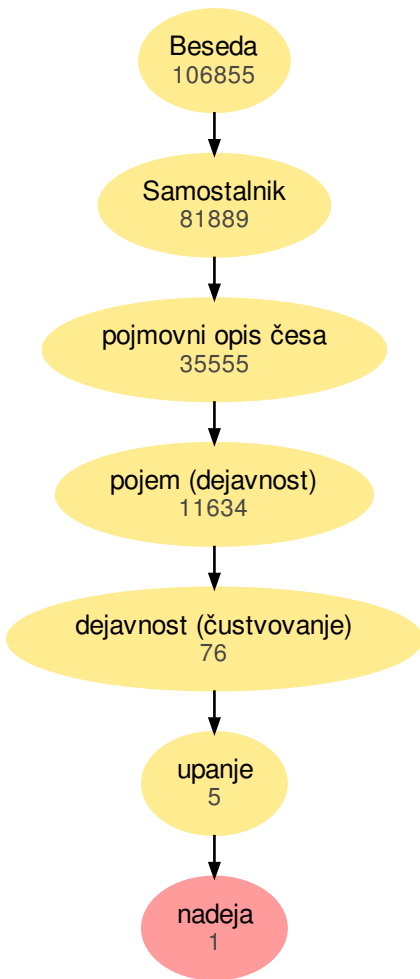 Beseda
106855
Samostalnik
81889
pojmovni opis česa
35555
pojem (dejavnost)
11634
dejavnost (čustvovanje)
76
upanje
5
nadeja
1